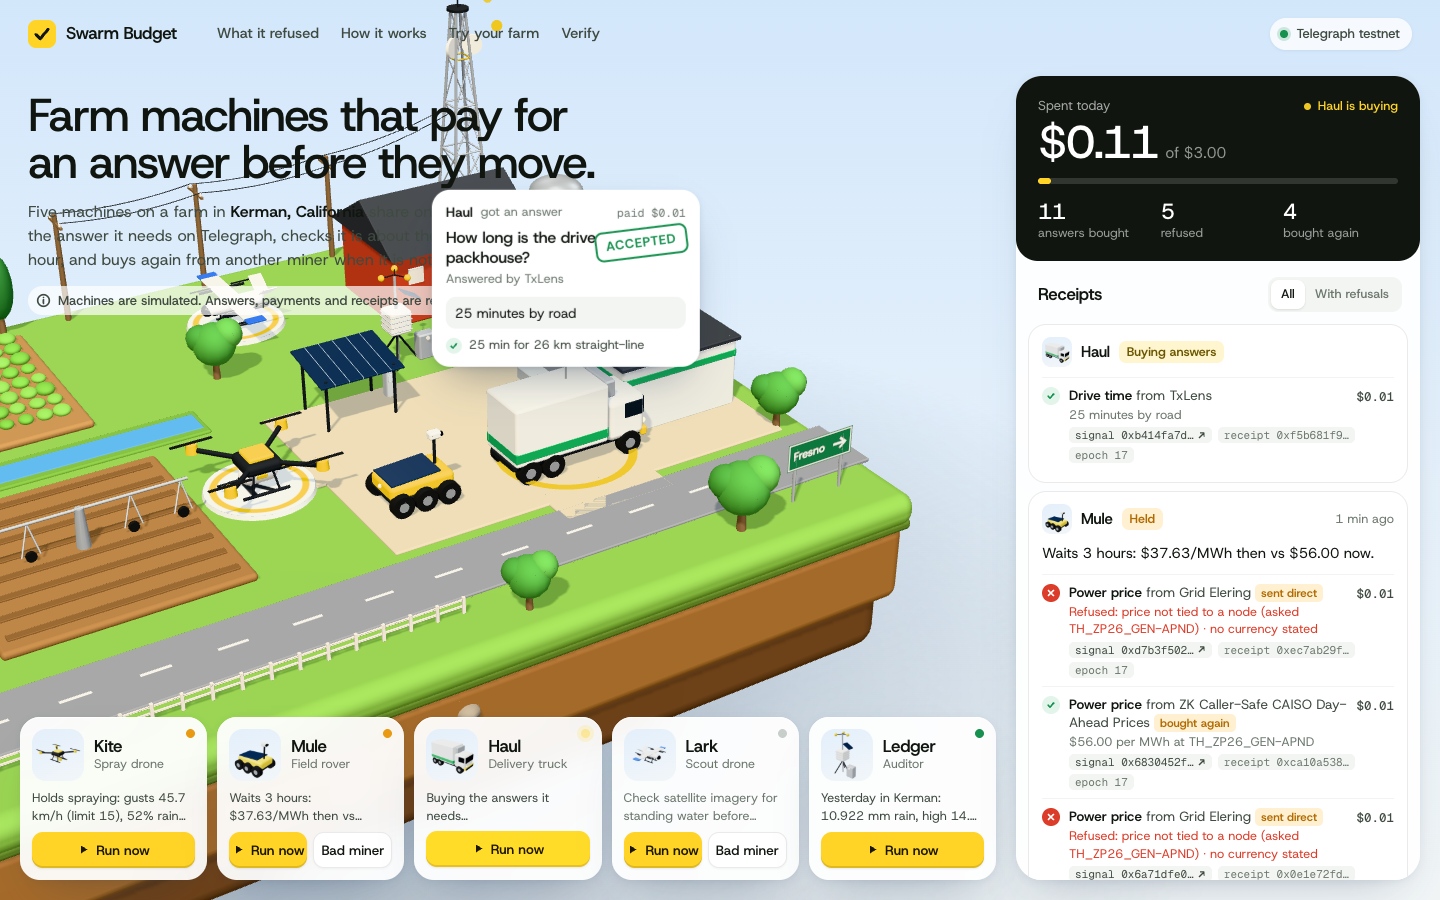 Swarm Budget
What it refused
How it works
Try your farm
Verify
Telegraph testnet
Farm machines that pay for
an answer before they move.
Five machines on a farm in Kerman, California share
the answer it needs on Telegraph, checks it is about
hour, and buys again from another miner when
Machines are simulated. Answers, payments and receipts are
Haul got an answer
paid $0.01
How long is the drive
packhouse?
ACCEPTED
Answered by TxLens
25 minutes by road
25 min for 26 km straight-line
Fresno
Spent today
Haul is buying
$0.11 of $3.00
11
answers bought
5
refused
4
bought again
Receipts
All
With refusals
Haul
Buying answers
Drive time from TxLens
$0.01
25 minutes by road
signal 0xb414fa7d…
receipt 0xf5b681f9…
epoch 17
Mule
Held
1 min ago
Waits 3 hours: $37.63/MWh then vs $56.00 now.
Power price from Grid Elering sent direct
$0.01
Refused: price not tied to a node (asked
TH_ZP26_GEN-APND) · no currency stated
signal 0xd7b3f502…
receipt 0xec7ab29f…
epoch 17
Power price from ZK Caller-Safe CAISO Day-
Ahead Prices bought again
$0.01
$56.00 per MWh at TH_ZP26_GEN-APND
signal 0x6830452f…
receipt 0xca10a538…
epoch 17
Power price from Grid Elering sent direct
$0.01
Refused: price not tied to a node (asked
TH_ZP26_GEN-APND) · no currency stated
signal 0x6a71dfe0…
receipt 0x0e1e72fd…
Kite
Spray drone
Holds spraying: gusts 45.7
km/h (limit 15), 52% rain…
Run now
Mule
Field rover
Waits 3 hours:
$37.63/MWh then vs…
Run now
Bad miner
Haul
Delivery truck
Buying the answers it
needs…
Run now
Lark
Scout drone
Check satellite imagery for
standing water before…
Run now
Bad miner
Ledger
Auditor
Yesterday in Kerman:
10.922 mm rain, high 14.…
Run now